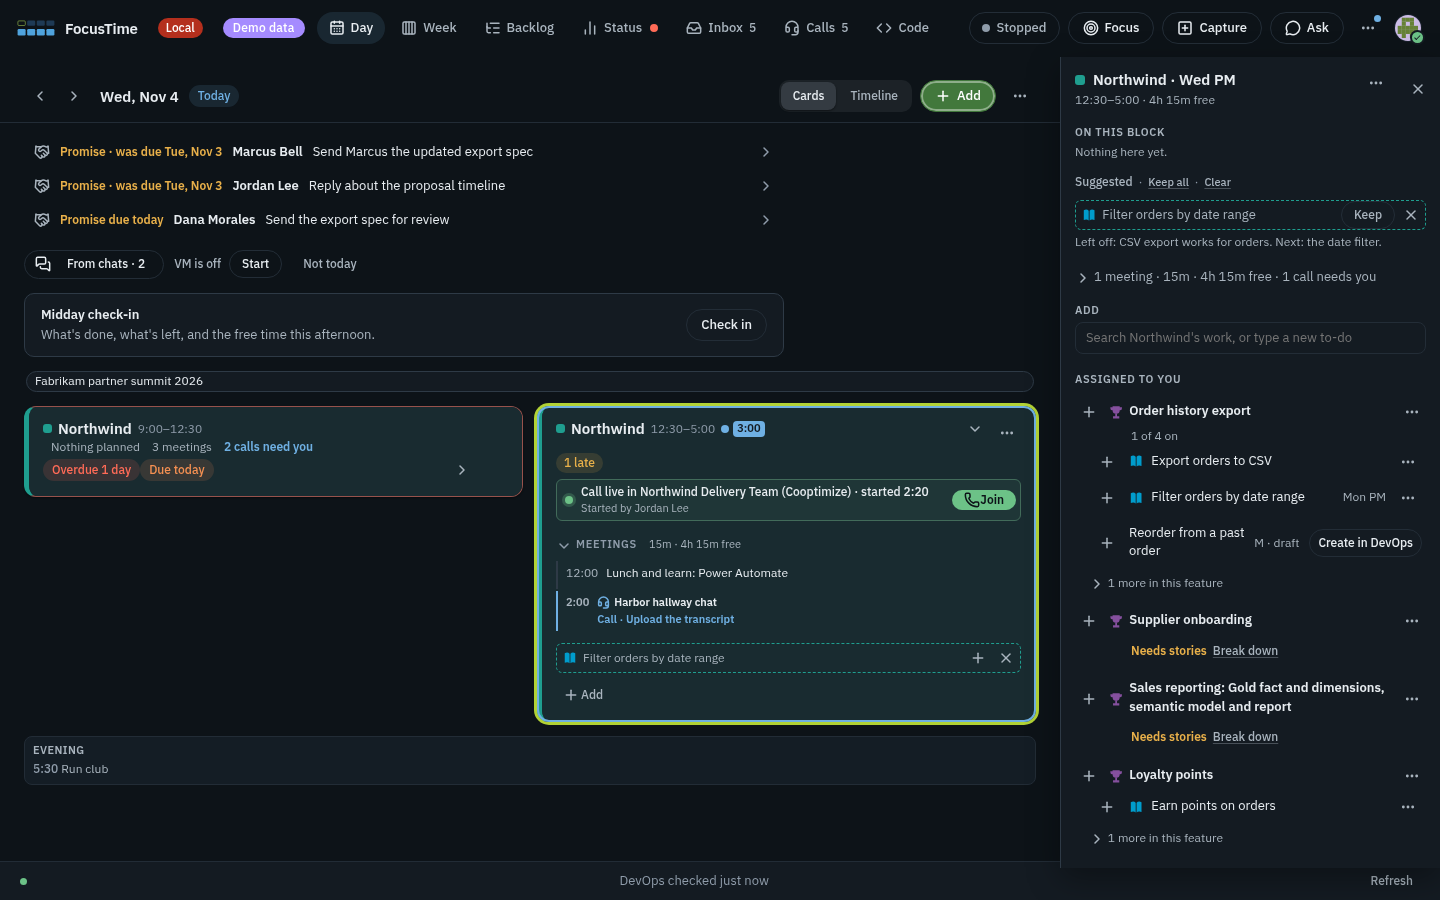 FocusTime
Local
Demo data
Day
Week
Backlog
Status
Inbox 5
Calls 5
Code
Stopped
Focus
Capture
Ask
Wed, Nov 4
Today
Cards
Timeline
Add
Promise · was due Tue, Nov 3 Marcus Bell Send Marcus the updated export spec
Promise · was due Tue, Nov 3 Jordan Lee Reply about the proposal timeline
Promise due today Dana Morales Send the export spec for review
From chats · 2
VM is off
Start
Not today
Midday check-in
What's done, what's left, and the free time this afternoon.
Check in
Fabrikam partner summit 2026
Northwind 9:00–12:30
Nothing planned 3 meetings 2 calls need you
Overdue 1 day
Due today
Northwind 12:30–5:00 3:00
1 late
Call live in Northwind Delivery Team (Cooptimize) · started 2:20
Started by Jordan Lee
Join
MEETINGS 15m · 4h 15m free
12:00 Lunch and learn: Power Automate
2:00 Harbor hallway chat
Call · Upload the transcript
Filter orders by date range
Add
EVENING
5:30 Run club
Northwind · Wed PM
12:30–5:00 · 4h 15m free
ON THIS BLOCK
Nothing here yet.
Suggested · Keep all · Clear
Filter orders by date range
Keep
Left off: CSV export works for orders. Next: the date filter.
1 meeting · 15m · 4h 15m free · 1 call needs you
ADD
Search Northwind's work, or type a new to-do
ASSIGNED TO YOU
Order history export
1 of 4 on
Export orders to CSV
Filter orders by date range Mon PM
Reorder from a past order
M · draft
Create in DevOps
1 more in this feature
Supplier onboarding
Needs stories Break down
Sales reporting: Gold fact and dimensions,
semantic model and report
Needs stories Break down
Loyalty points
Earn points on orders
1 more in this feature
DevOps checked just now
Refresh